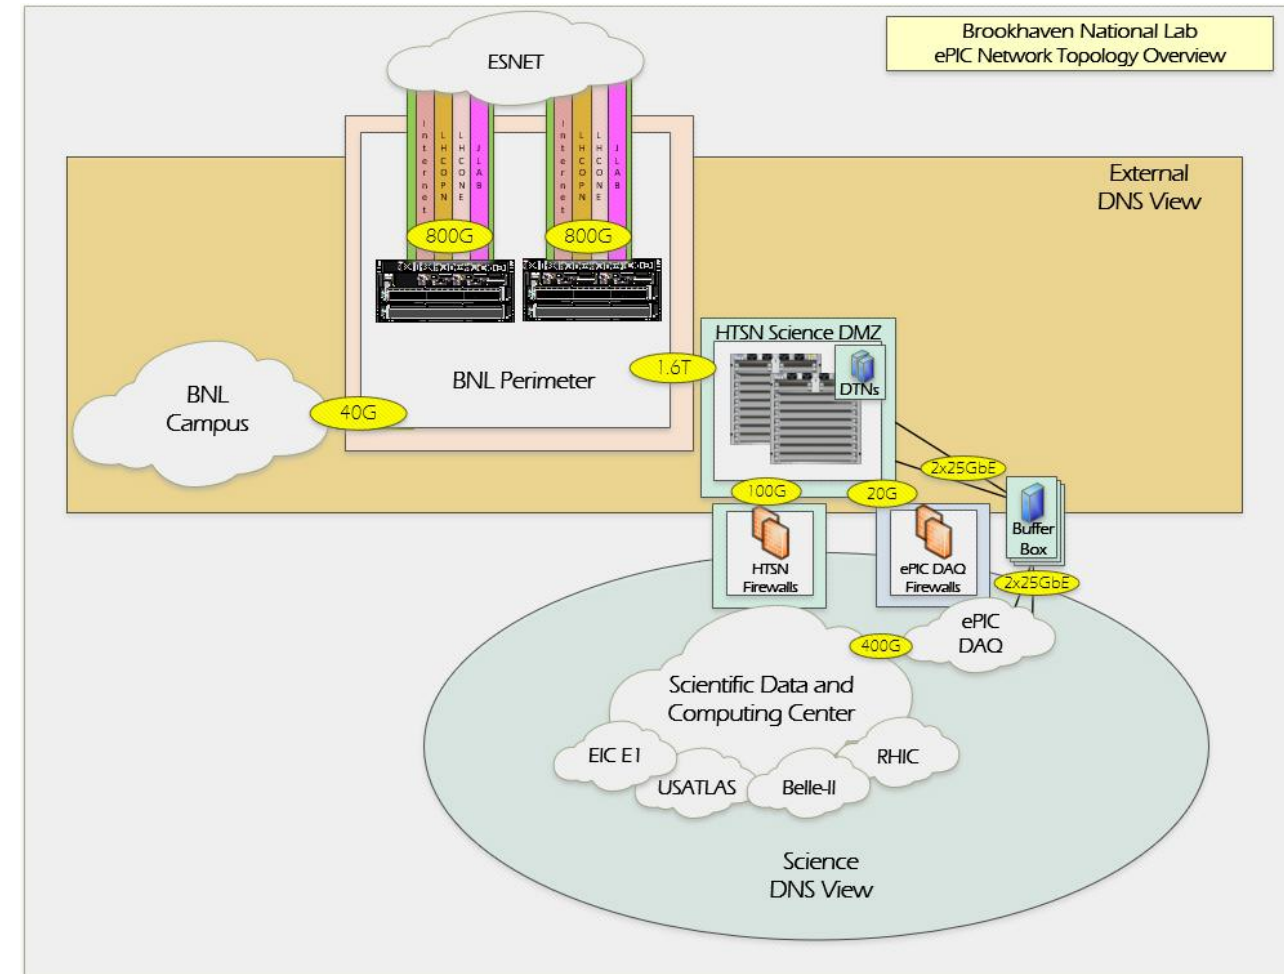 Brookhaven National Lab
ePIC Network Topology Overview
ESNET
Internet
LHCOPN
LHCONE
JLAB
Internet
LHCOPN
LHCONE
JLAB
800G
800G
External
DNS View
BNL Perimeter
1.6T
HTSN Science DMZ
DTNs
BNL
Campus
40G
2x25GbE
100G
20G
Buffer
Box
HTSN
Firewalls
ePIC DAQ
Firewalls
2x25GbE
ePIC
DAQ
400G
Scientific Data and
Computing Center
EIC E1
USATLAS
Belle-II
RHIC
Science
DNS View